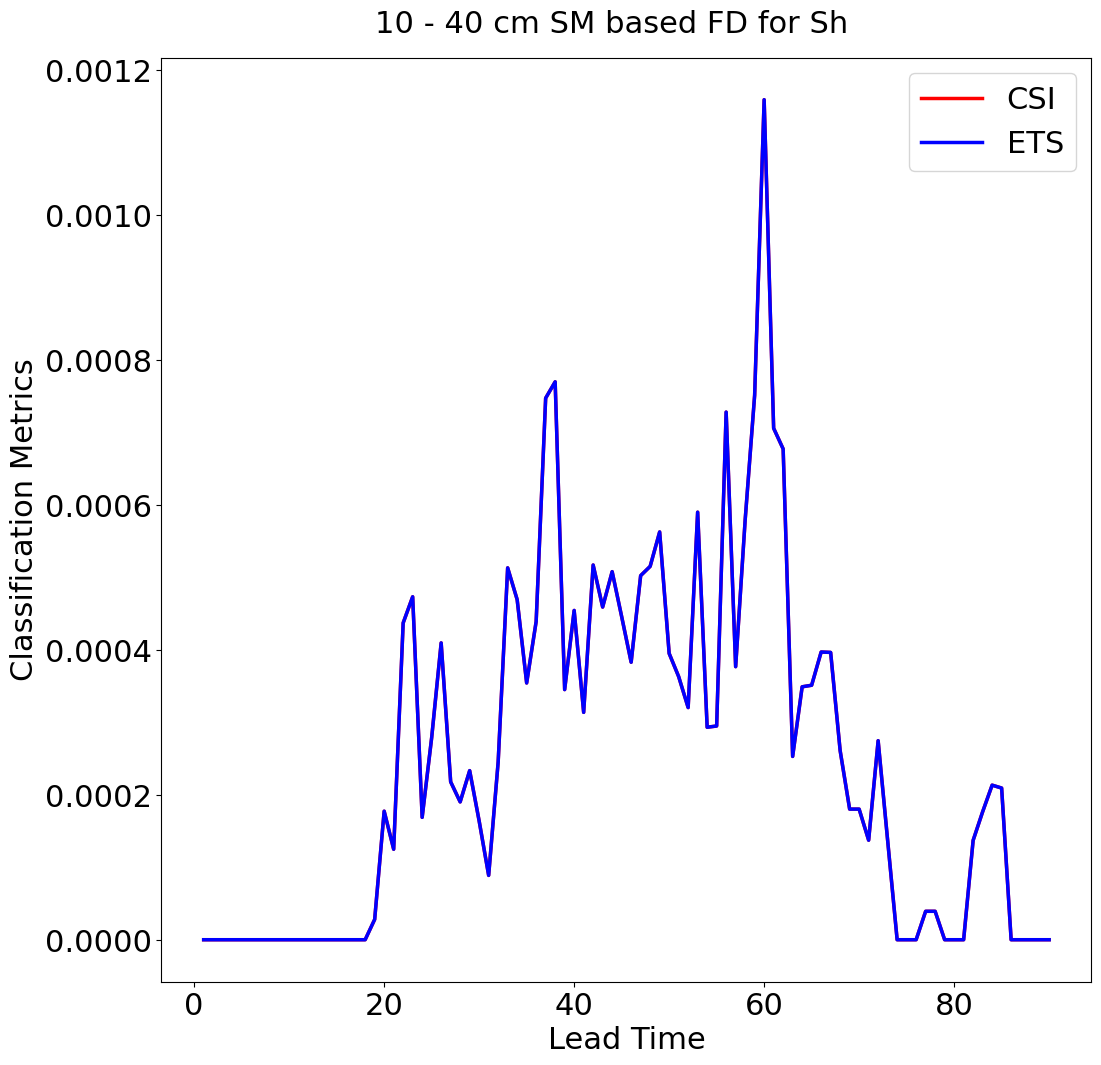 10 - 40 cm SM based FD for Sh
0.0012
0.0010
0.0008
0.0006
0.0004
0.0002
0.0000
Classification Metrics
CSI
ETS
0 20 40 60 80
Lead Time